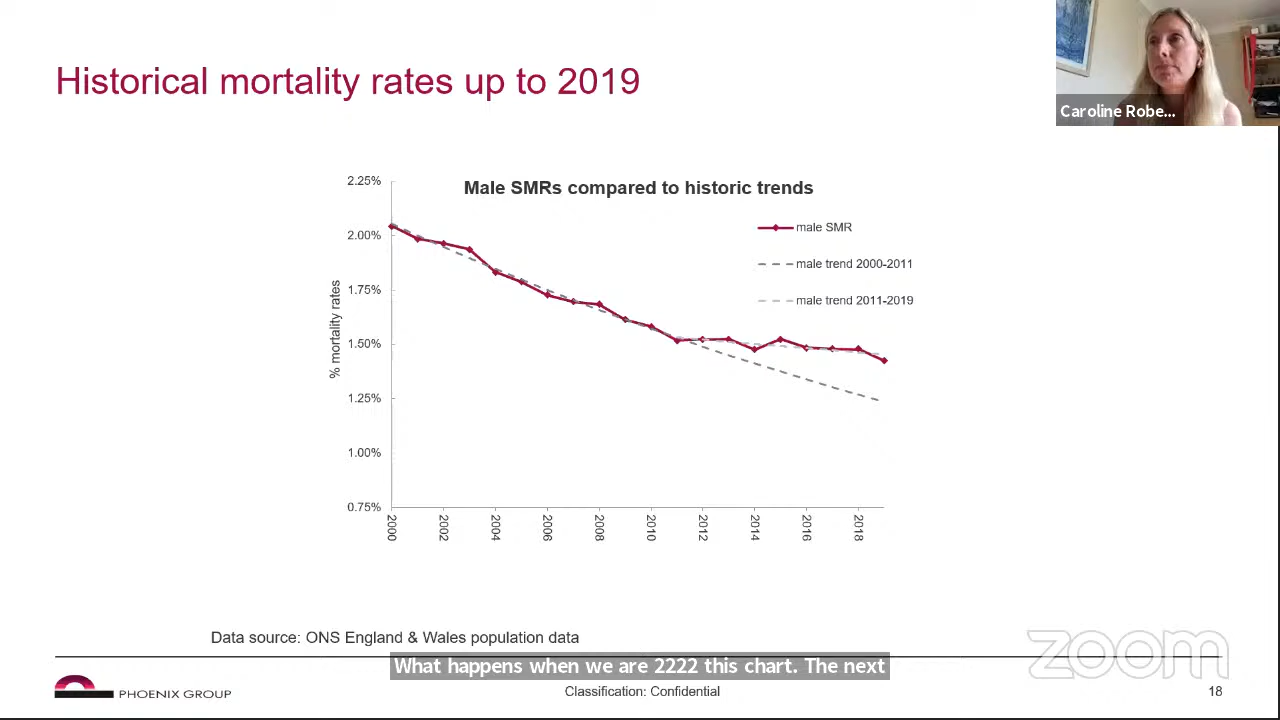 Historical mortality rates up to 2019
Caroline Robe...
Male SMRs compared to historic trends
male SMR
male trend 2000-2011
male trend 2011-2019
% mortality rates
2.25%
2.00%
1.75%
1.50%
1.25%
1.00%
0.75%
2000
2002
2004
2006
2008
2010
2012
2014
2016
2018
Data source: ONS England & Wales population data
zoom
What happens when we are 2222 this chart. The next
PHOENIX GROUP
Classification: Confidential
18